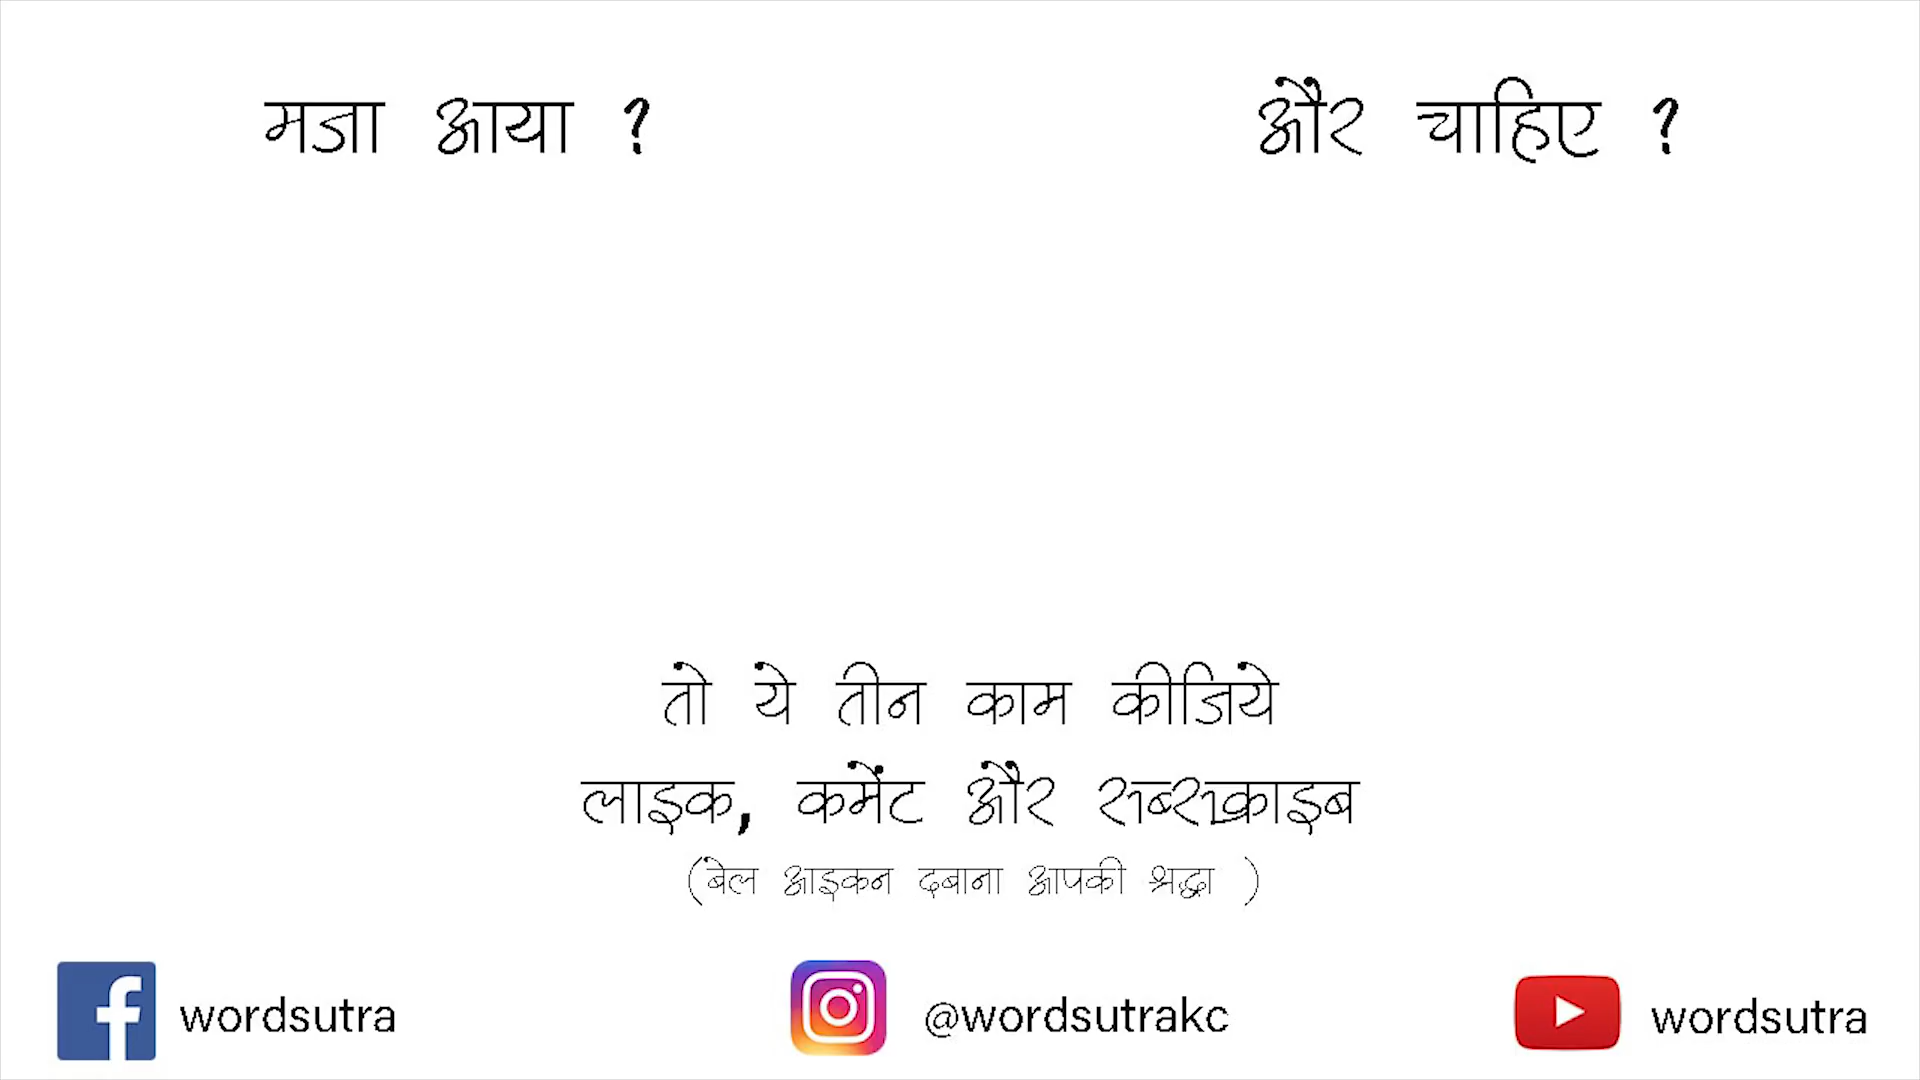 मजा आया ?
और चाहिए ?
तो ये तीन काम कीजिये
लाइक, कमेंट और सब्सक्राइब
(बेल आइकन दबाना आपकी श्रद्धा )
wordsutra
@wordsutrakc
wordsutra